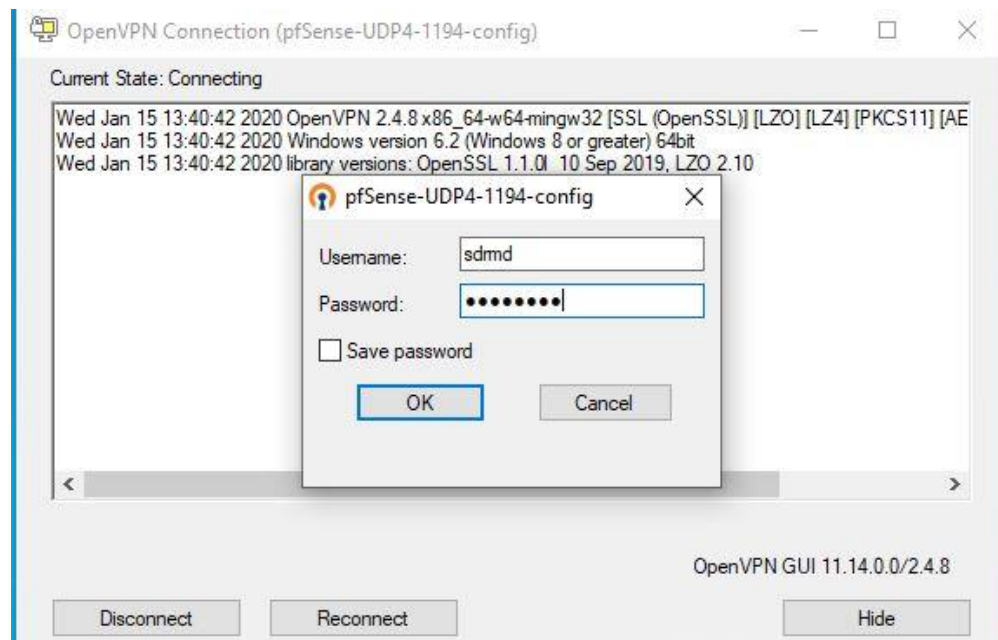 OpenVPN Connection (pfSense-UDP4-1194-config)
Current State: Connecting
Wed Jan 15 13:40:42 2020 OpenVPN 2.4.8 x86_64-w64-mingw32 [SSL (OpenSSL)] [LZO] [LZ4] [PKCS11] [AE
Wed Jan 15 13:40:42 2020 Windows version 6.2 (Windows 8 or greater) 64bit
Wed Jan 15 13:40:42 2020 library versions: OpenSSL 1.1.0l 10 Sep 2019, LZO 2.10
pfSense-UDP4-1194-config
Username: sdrmd
Password: ●●●●●●●●
Save password
OK Cancel
OpenVPN GUI 11.14.0.0/2.4.8
Disconnect Reconnect Hide